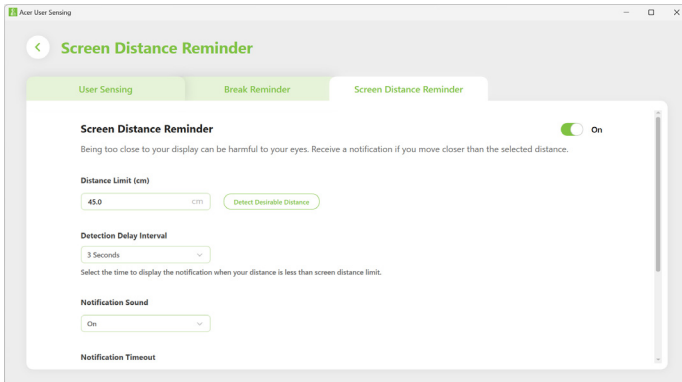 Acer User Sensing
Screen Distance Reminder
User Sensing
Break Reminder
Screen Distance Reminder
Screen Distance Reminder
On
Being too close to your display can be harmful to your eyes. Receive a notification if you move closer than the selected distance.
Distance Limit (cm)
45.0 cm
Detect Desirable Distance
Detection Delay Interval
3 Seconds
Select the time to display the notification when your distance is less than screen distance limit.
Notification Sound
On
Notification Timeout